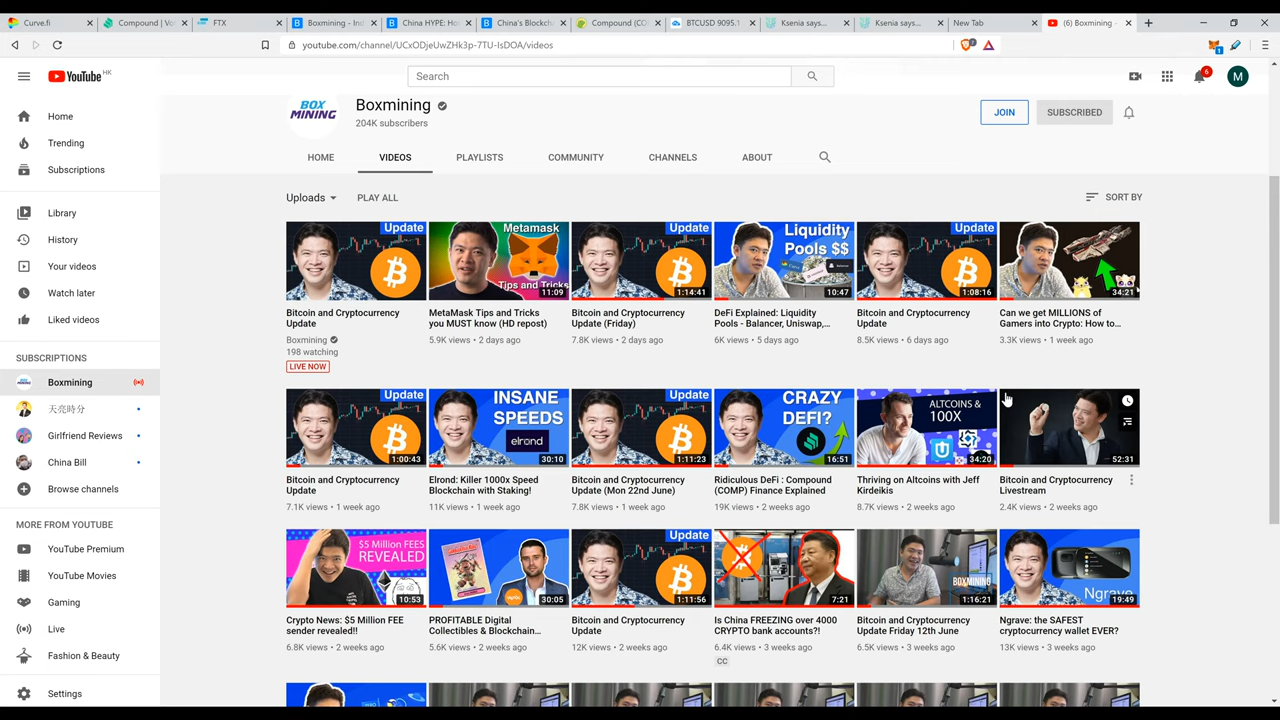 Curve.fi
Compound | Vo
FTX
Boxmining - Ind
China HYPE: Ho
China's Blockch
Compound (CO
BTCUSD 9095.1
Ksenia says...
Ksenia says...
New Tab
(6) Boxmining -
youtube.com/channel/UCxODjeUwZHk3p-7TU-IsDOA/videos
YouTube HK
Search
6
M
Home
Trending
Subscriptions
Library
History
Your videos
Watch later
Liked videos
SUBSCRIPTIONS
Boxmining
天亮時分
Girlfriend Reviews
China Bill
Browse channels
MORE FROM YOUTUBE
YouTube Premium
YouTube Movies
Gaming
Live
Fashion & Beauty
Settings
BOX
MINING
Boxmining
204K subscribers
JOIN
SUBSCRIBED
HOME
VIDEOS
PLAYLISTS
COMMUNITY
CHANNELS
ABOUT
Uploads
PLAY ALL
SORT BY
Update
Bitcoin and Cryptocurrency
Update
Boxmining
198 watching
LIVE NOW
Metamask
Tips and Tricks
11:09
MetaMask Tips and Tricks
you MUST know (HD repost)
5.9K views • 2 days ago
Update
1:14:41
Bitcoin and Cryptocurrency
Update (Friday)
7.8K views • 2 days ago
Liquidity
Pools $$
10:47
DeFi Explained: Liquidity
Pools - Balancer, Uniswap,...
6K views • 5 days ago
Update
1:08:16
Bitcoin and Cryptocurrency
Update
8.5K views • 6 days ago
34:21
Can we get MILLIONS of
Gamers into Crypto: How to...
3.3K views • 1 week ago
Update
1:00:43
Bitcoin and Cryptocurrency
Update
7.1K views • 1 week ago
INSANE
SPEEDS
elrond
30:10
Elrond: Killer 1000x Speed
Blockchain with Staking!
11K views • 1 week ago
Update
1:11:23
Bitcoin and Cryptocurrency
Update (Mon 22nd June)
7.8K views • 1 week ago
CRAZY
DEFI?
16:51
Ridiculous DeFi : Compound
(COMP) Finance Explained
19K views • 2 weeks ago
ALTCOINS &
100X
34:20
Thriving on Altcoins with Jeff
Kirdeikis
8.7K views • 2 weeks ago
52:31
Bitcoin and Cryptocurrency
Livestream
2.4K views • 2 weeks ago
$5 Million FEES
REVEALED
10:53
Crypto News: $5 Million FEE
sender revealed!!
6.8K views • 2 weeks ago
30:05
PROFITABLE Digital
Collectibles & Blockchain...
5.6K views • 2 weeks ago
Update
1:11:56
Bitcoin and Cryptocurrency
Update
12K views • 2 weeks ago
7:21
Is China FREEZING over 4000
CRYPTO bank accounts?!
6.4K views • 3 weeks ago
CC
BOXMINING
1:16:21
Bitcoin and Cryptocurrency
Update Friday 12th June
6.5K views • 3 weeks ago
Ngrave
19:49
Ngrave: the SAFEST
cryptocurrency wallet EVER?
13K views • 3 weeks ago